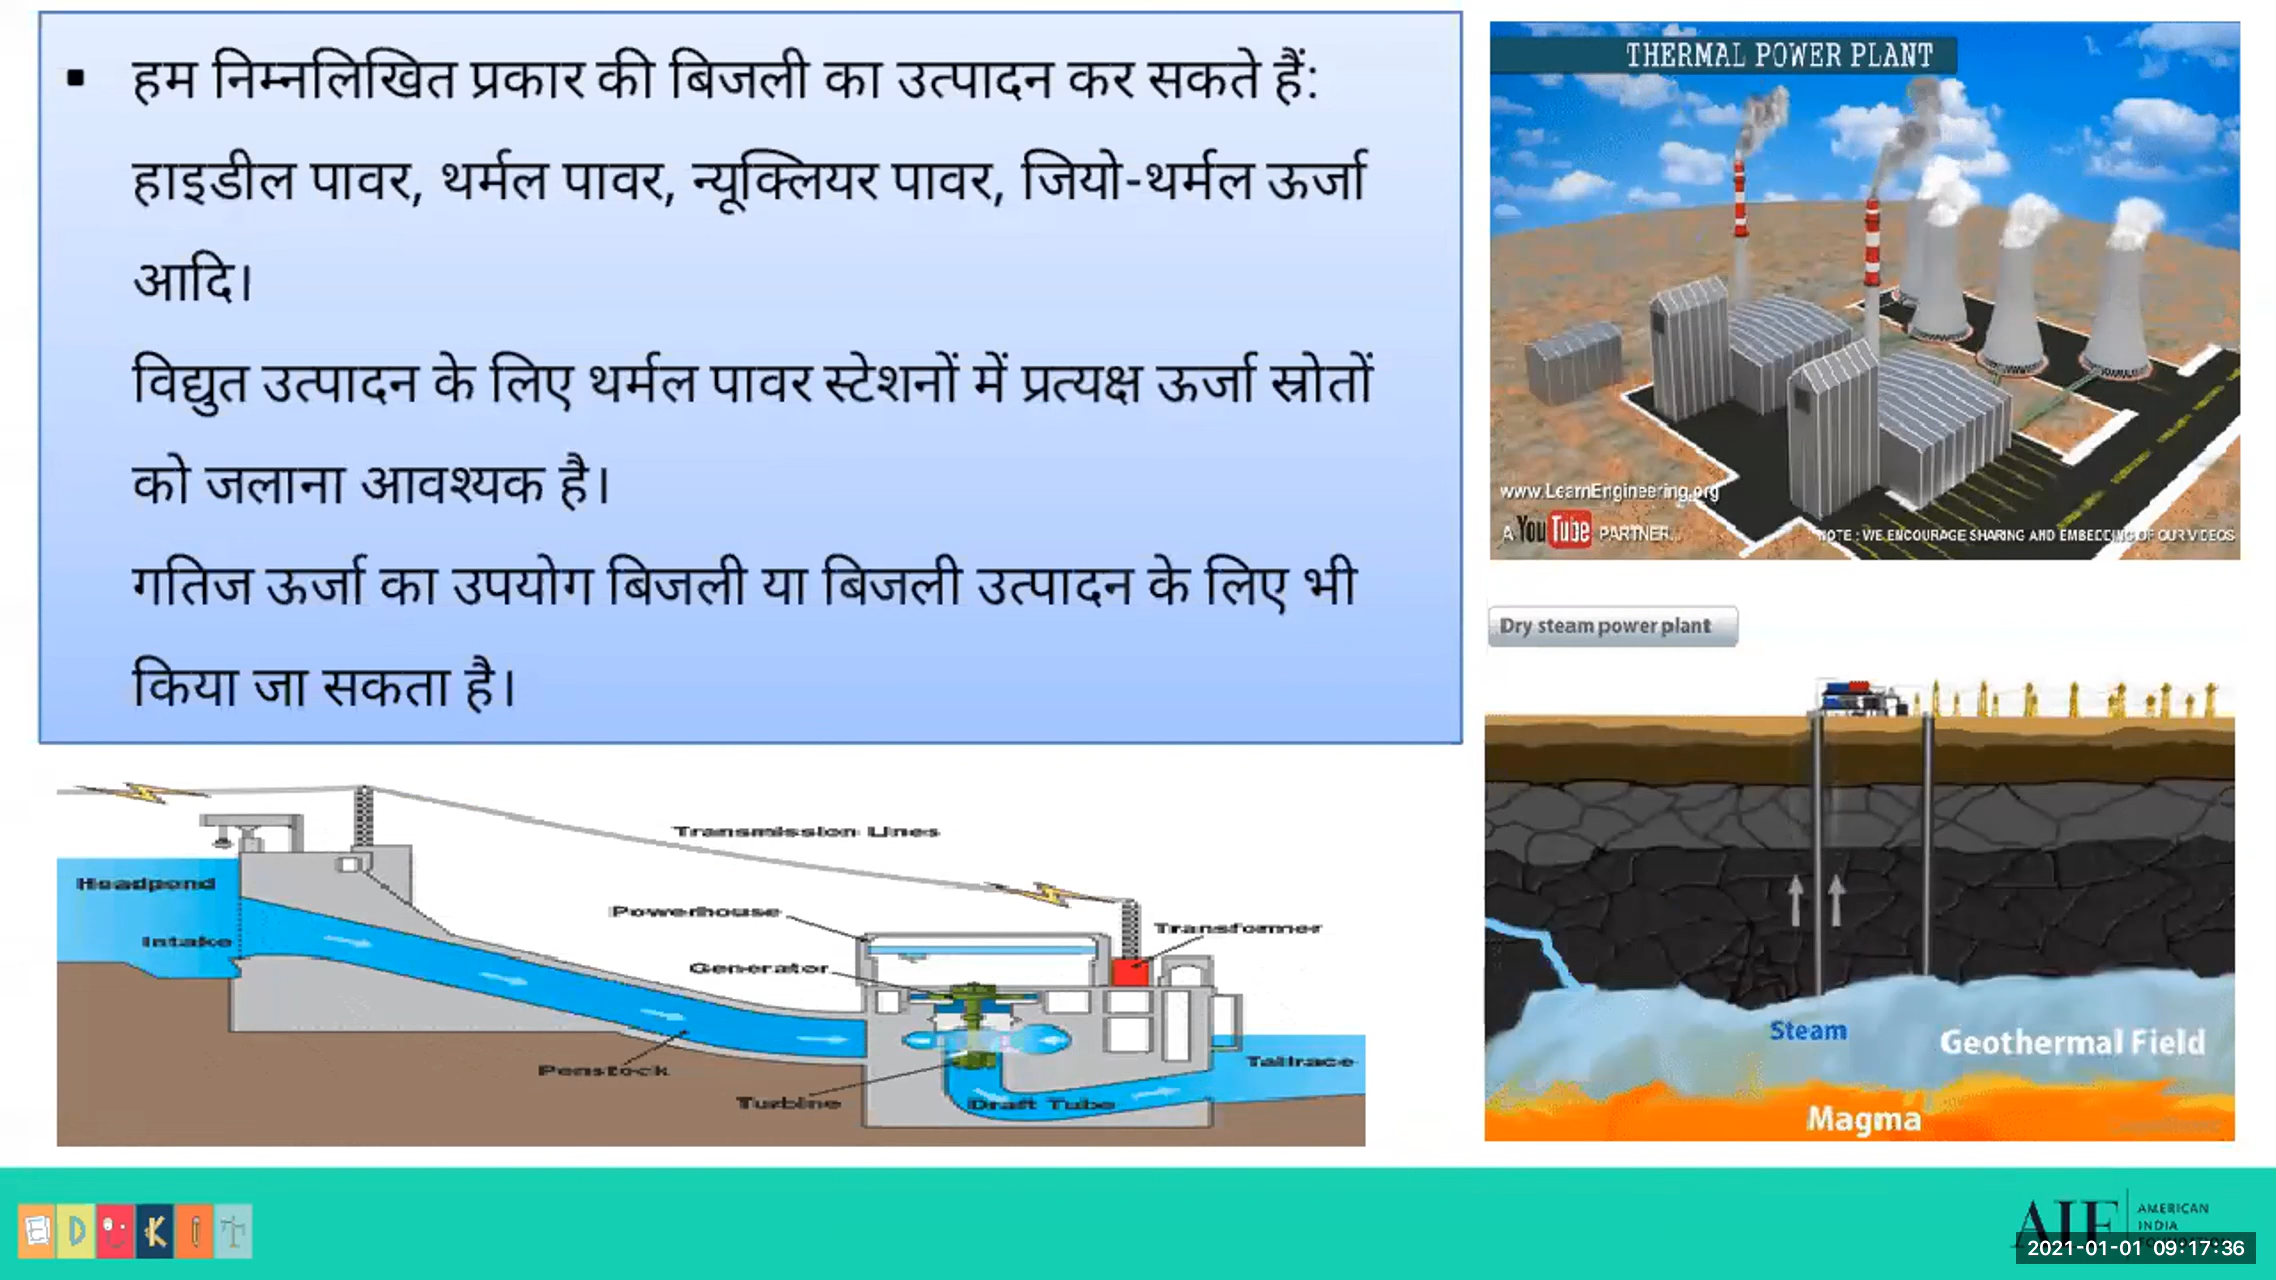 ▪ हम निम्नलिखित प्रकार की बिजली का उत्पादन कर सकते हैं:
हाइडील पावर, थर्मल पावर, न्यूक्लियर पावर, जियो-थर्मल ऊर्जा
आदि।
विद्युत उत्पादन के लिए थर्मल पावर स्टेशनों में प्रत्यक्ष ऊर्जा स्रोतों
को जलाना आवश्यक है।
गतिज ऊर्जा का उपयोग बिजली या बिजली उत्पादन के लिए भी
किया जा सकता है।
THERMAL POWER PLANT
www.LearnEngineering.org
A YouTube PARTNER...
NOTE : WE ENCOURAGE SHARING AND EMBEDDING OF OUR VIDEOS
Dry steam power plant
Steam
Geothermal Field
Magma
Transmission Lines
Headpond
Powerhouse
Transformer
Intake
Generator
Tailrace
Penstock
Turbine
Draft Tube
EDUKIT
AIF
AMERICAN
INDIA
2021-01-01 09:17:36